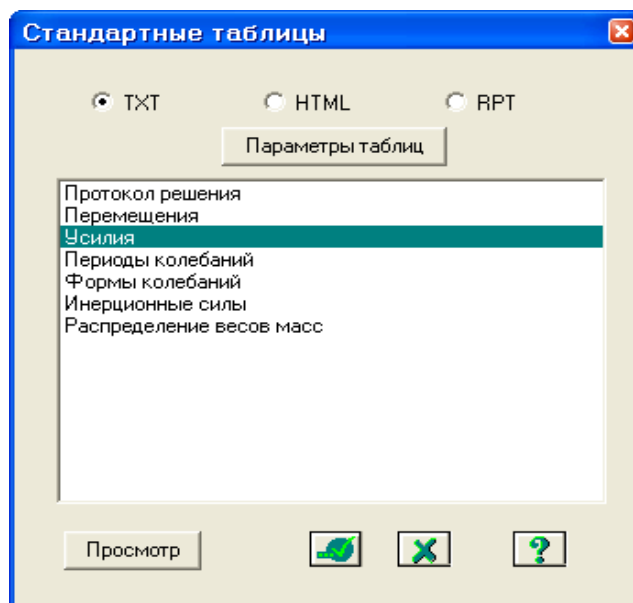 Стандартные таблицы
TXT HTML RPT
Параметры таблиц
Протокол решения
Перемещения
Усилия
Периоды колебаний
Формы колебаний
Инерционные силы
Распределение весов масс
Просмотр
?